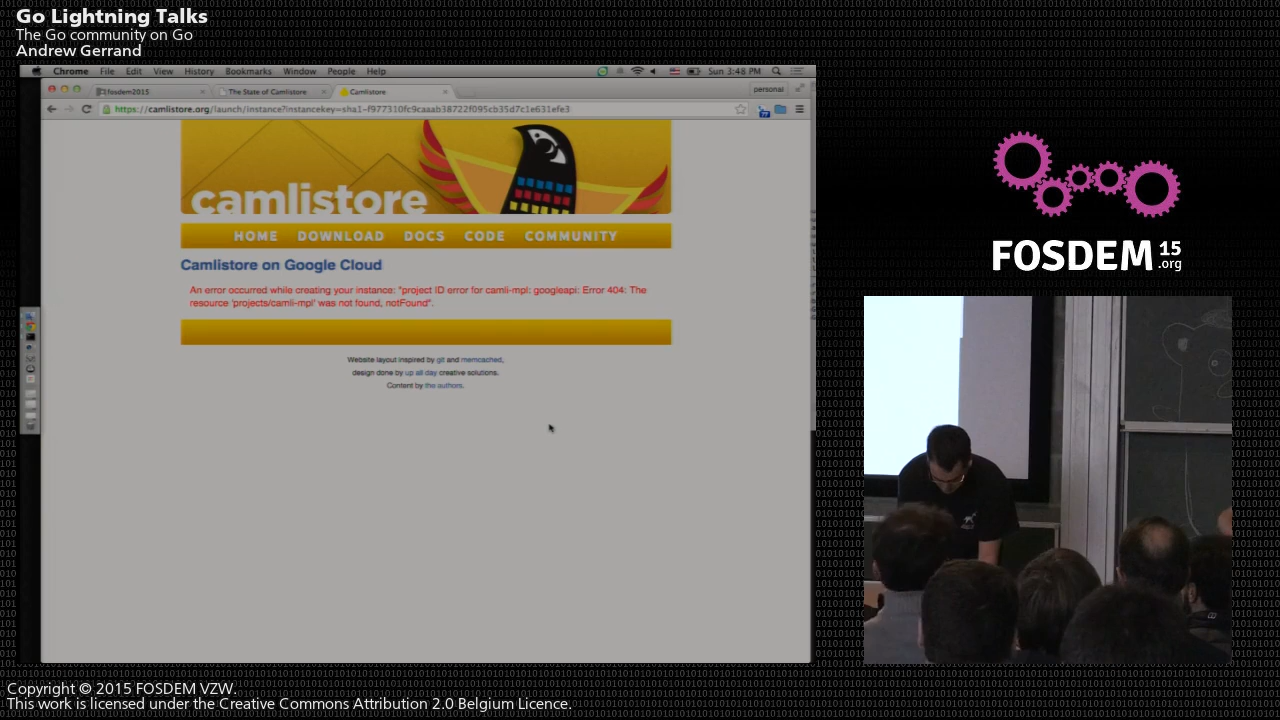 Go Lightning Talks
The Go community on Go
Andrew Gerrand
Chrome File Edit View History Bookmarks Window People Help
Sun 3:48 PM
fosdem2015
The State of Camlistore
Camlistore
personal
https://camlistore.org/launch/instance?instancekey=sha1-f977310fc9caaab38722f095cb35d7c1e631efe3
camlistore
HOME DOWNLOAD DOCS CODE COMMUNITY
Camlistore on Google Cloud
An error occurred while creating your instance: "project ID error for camli-mpl: googleapi: Error 404: The
resource 'projects/camli-mpl' was not found, notFound".
Website layout inspired by git and memcached,
design done by up all day creative solutions.
Content by the authors.
FOSDEM 15
.org
Copyright © 2015 FOSDEM VZW.
This work is licensed under the Creative Commons Attribution 2.0 Belgium Licence.